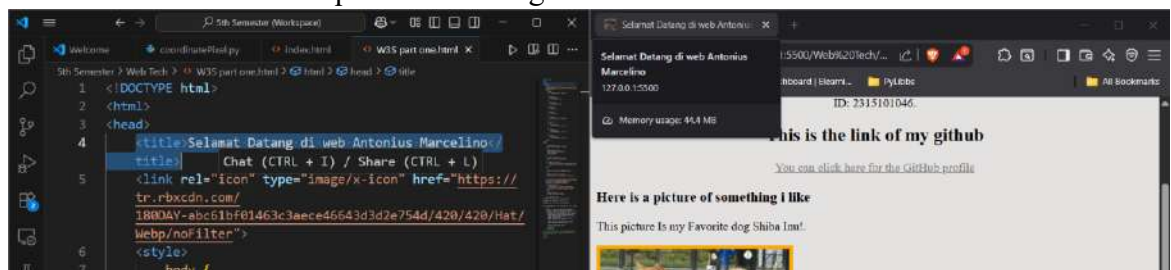 5th Semester (Workspace)
Welcome
coordinatePixel.py
index.html
W3S part one.html
5th Semester > Web Tech > W3S part one.html > html > head > title
1 <!DOCTYPE html>
2 <html>
3 <head>
4 <title>Selamat Datang di web Antonius Marcelino</
title>
Chat (CTRL + I) / Share (CTRL + L)
5 <link rel="icon" type="image/x-icon" href="https://
tr.rbxcdn.com/
180DAY-abc61bf01463c3aece46643d3d2e754d/420/420/Hat/
Webp/noFilter">
6 <style>
7 body {
Selamat Datang di web Antonius
Selamat Datang di web Antonius
Marcelino
127.0.0.1:5500
Memory usage: 44.4 MB
:5500/Web%20Tech/...
hboard | Elearni...
PyLibbs
All Bookmarks
ID: 2315101046.
This is the link of my github
You can click here for the GitHub profile
Here is a picture of something i like
This picture Is my Favorite dog Shiba Inu!.